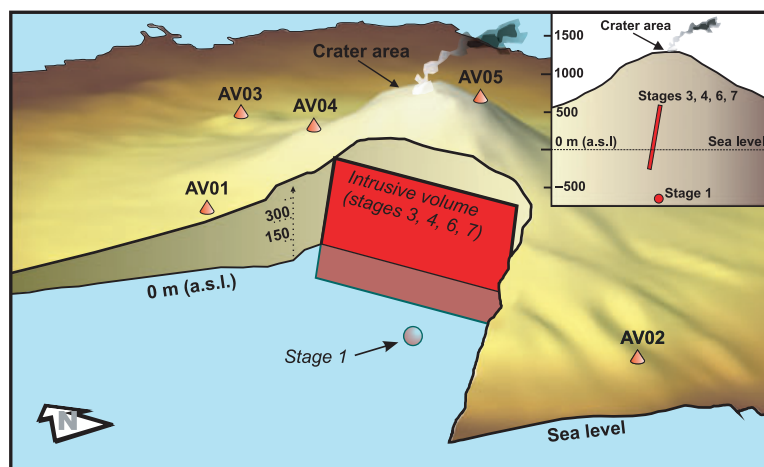 Crater area
AV03
AV04
AV05
AV01
Intrusive volume
(stages 3, 4, 6, 7)
300
150
0 m (a.s.l.)
Stage 1
AV02
Sea level
N
1500
1000
500
0 m (a.s.l)
–500
Crater area
Stages 3, 4, 6, 7
Sea level
Stage 1